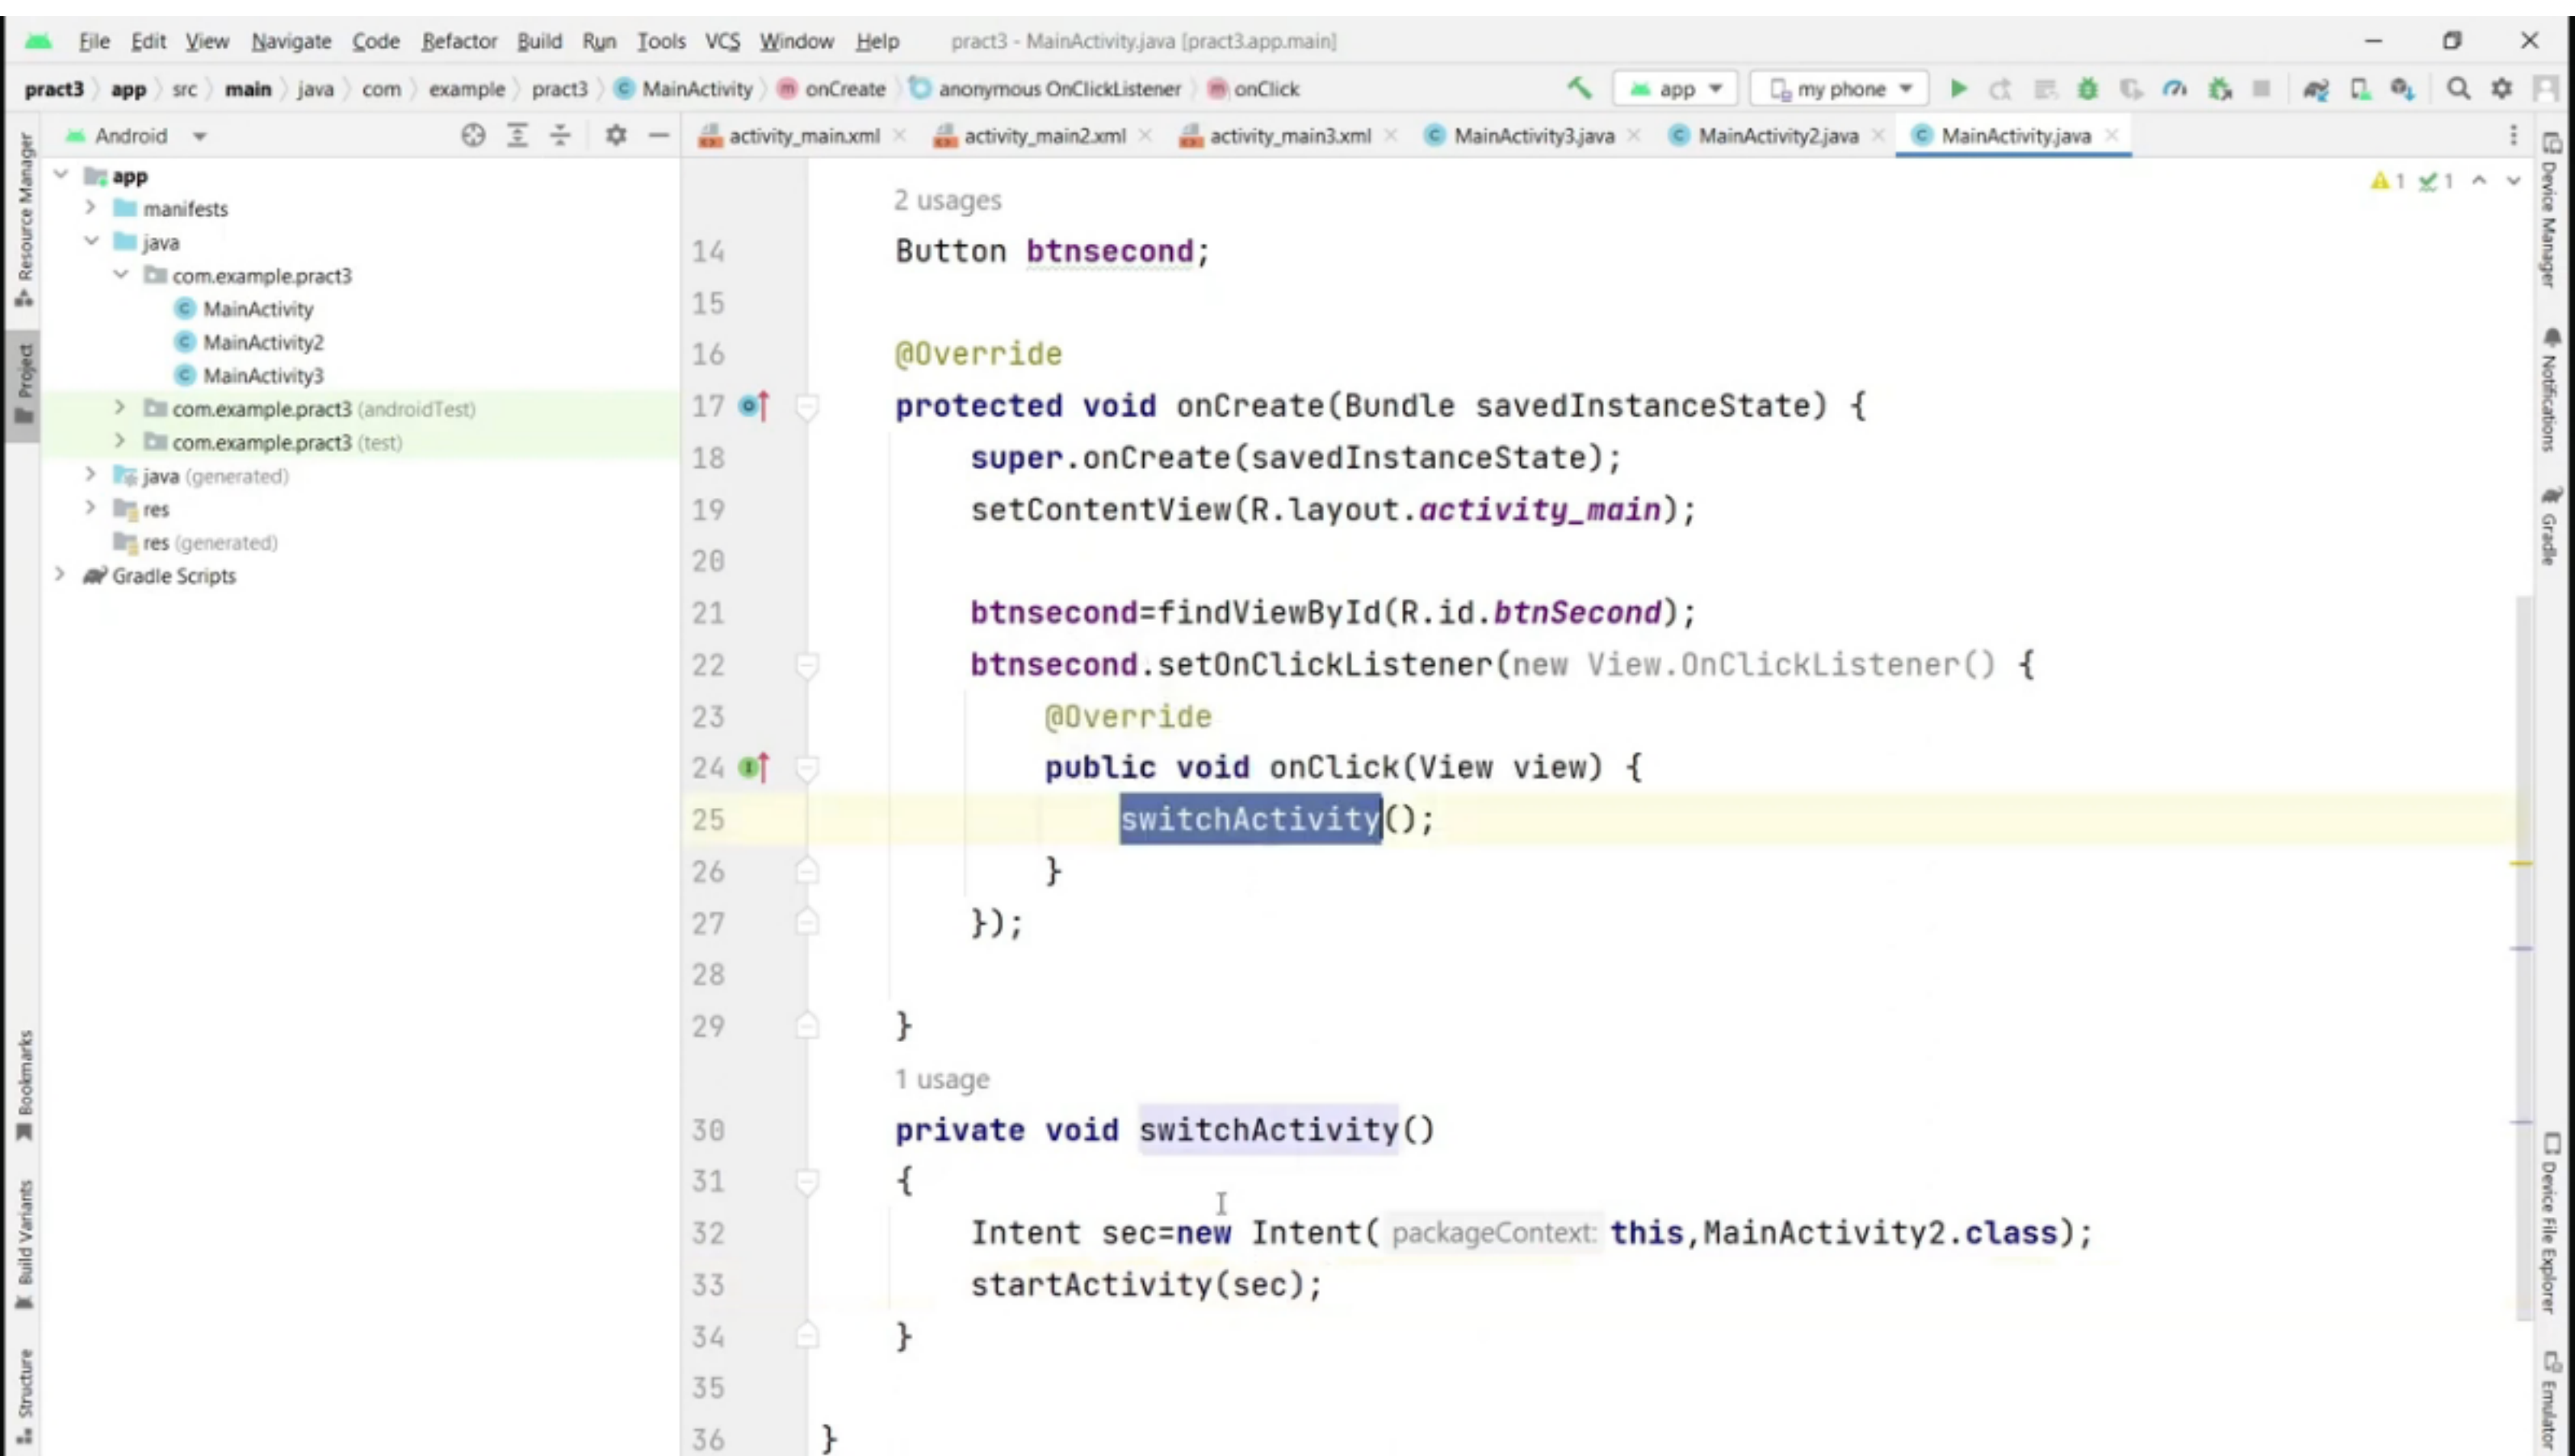 File Edit View Navigate Code Refactor Build Run Tools VCS Window Help pract3 - MainActivity.java [pract3.app.main]
pract3 app src main java com example pract3 MainActivity onCreate anonymous OnClickListener onClick app my phone
Resource Manager
Project
Bookmarks
Build Variants
Structure
Android
app
manifests
java
com.example.pract3
MainActivity
MainActivity2
MainActivity3
com.example.pract3 (androidTest)
com.example.pract3 (test)
java (generated)
res
res (generated)
Gradle Scripts
activity_main.xml activity_main2.xml activity_main3.xml MainActivity3.java MainActivity2.java MainActivity.java
1 1
2 usages
14 Button btnsecond;
15
16 @Override
17 protected void onCreate(Bundle savedInstanceState) {
18 super.onCreate(savedInstanceState);
19 setContentView(R.layout.activity_main);
20
21 btnsecond=findViewById(R.id.btnSecond);
22 btnsecond.setOnClickListener(new View.OnClickListener() {
23 @Override
24 public void onClick(View view) {
25 switchActivity();
26 }
27 });
28
29 }
1 usage
30 private void switchActivity()
31 {
32 Intent sec=new Intent( packageContext: this,MainActivity2.class);
33 startActivity(sec);
34 }
35
36 }
Device Manager
Notifications
Gradle
Device File Explorer
Emulator